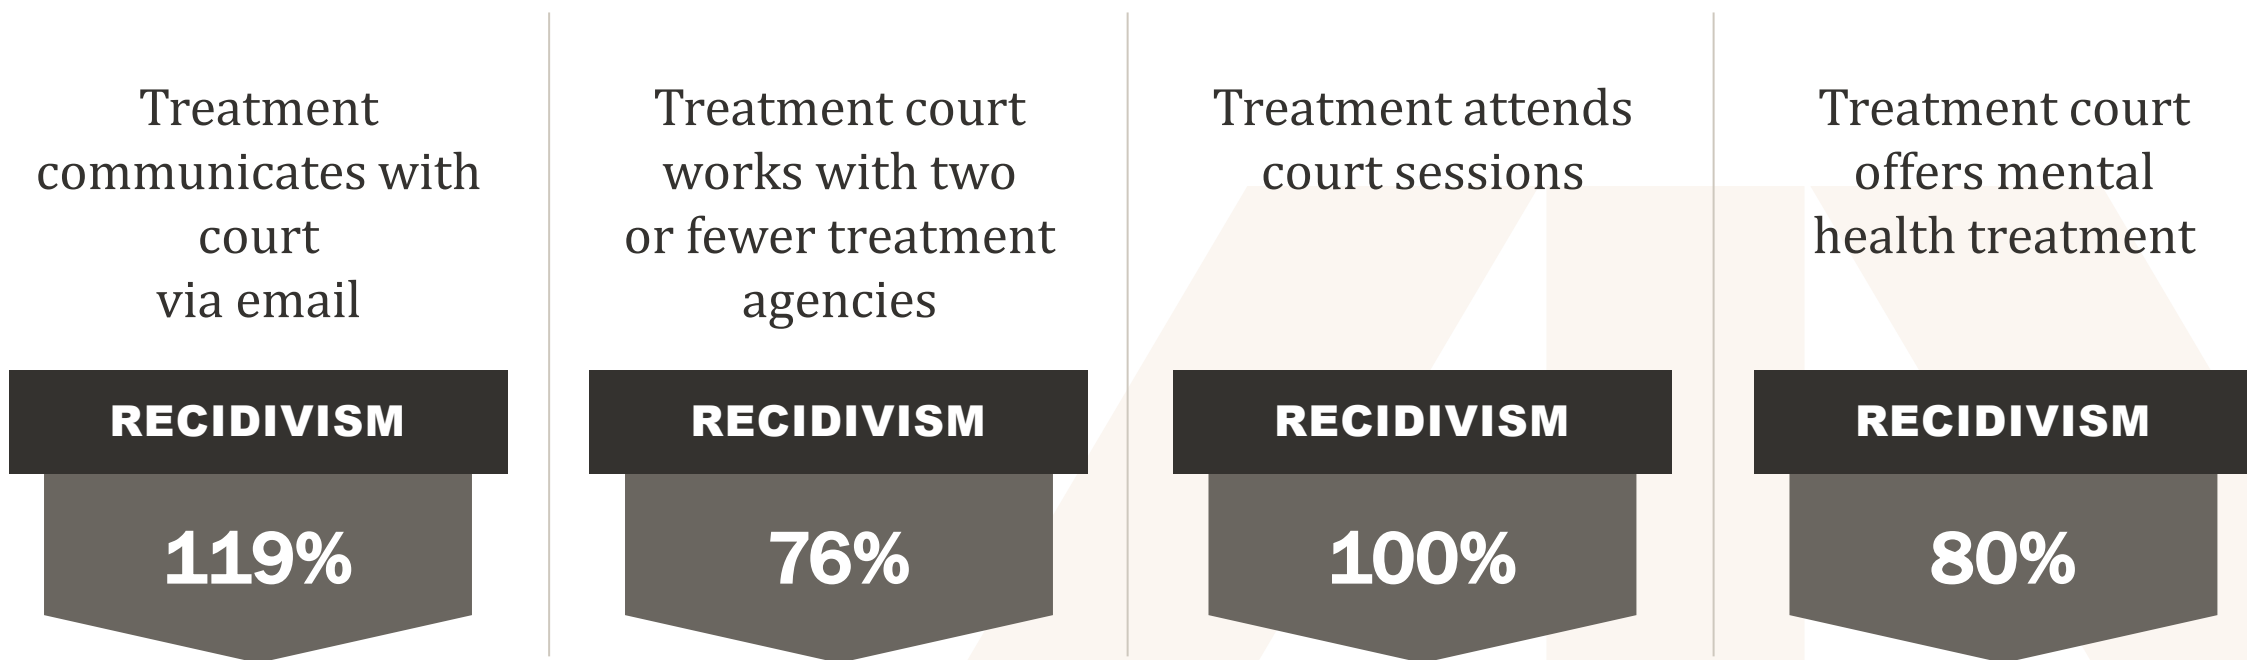 Treatment
communicates with
court
via email
RECIDIVISM
119%
Treatment court
works with two
or fewer treatment
agencies
RECIDIVISM
76%
Treatment attends
court sessions
RECIDIVISM
100%
Treatment court
offers mental
health treatment
RECIDIVISM
80%